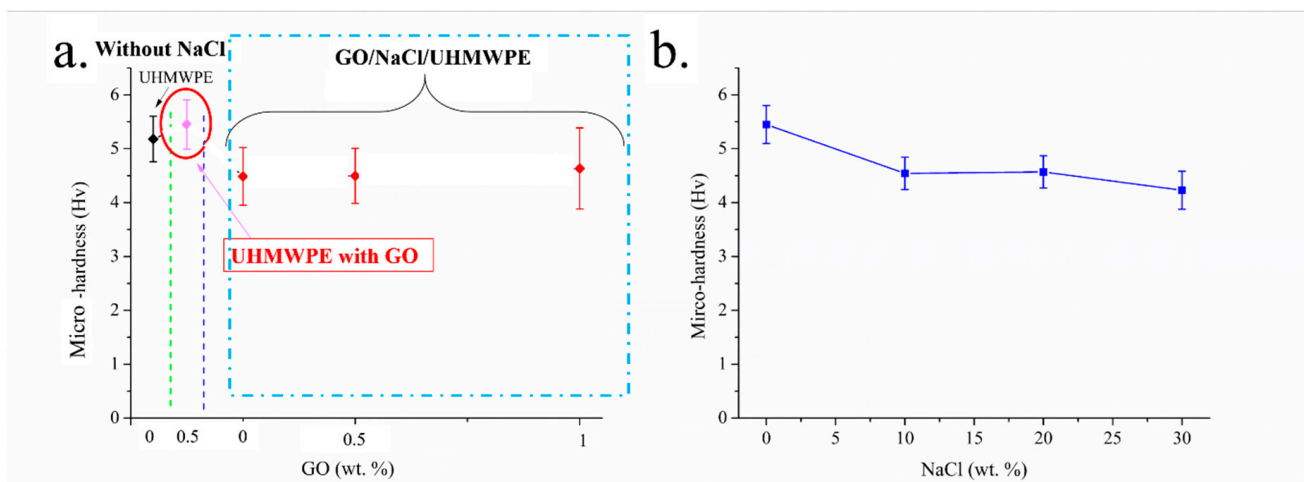 a.
Without NaCl
UHMWPE
GO/NaCl/UHMWPE
UHMWPE with GO
Micro -hardness (Hv)
6
5
4
3
2
1
0
0 0.5 0 0.5 1
GO (wt. %)
b.
Mirco-hardness (Hv)
6
5
4
3
2
1
0
0 5 10 15 20 25 30
NaCl (wt. %)